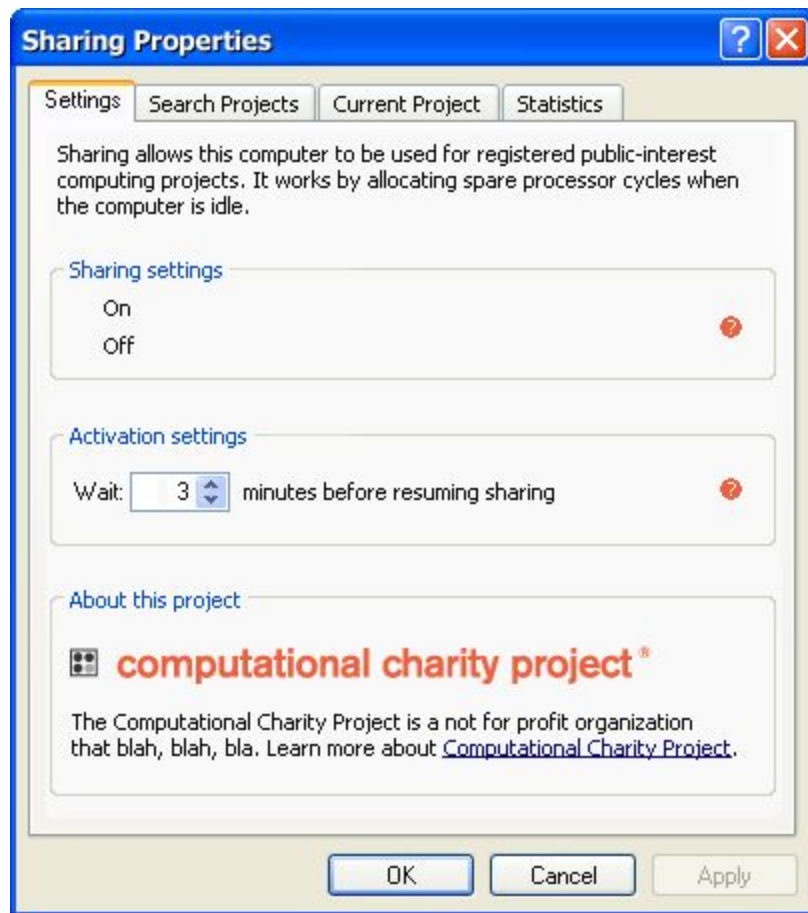 Sharing Properties
Settings Search Projects Current Project Statistics
Sharing allows this computer to be used for registered public-interest
computing projects. It works by allocating spare processor cycles when
the computer is idle.
Sharing settings
On
?
Off
Activation settings
Wait: 3 minutes before resuming sharing ?
About this project
computational charity project®
The Computational Charity Project is a not for profit organization
that blah, blah, bla. Learn more about Computational Charity Project.
OK Cancel Apply